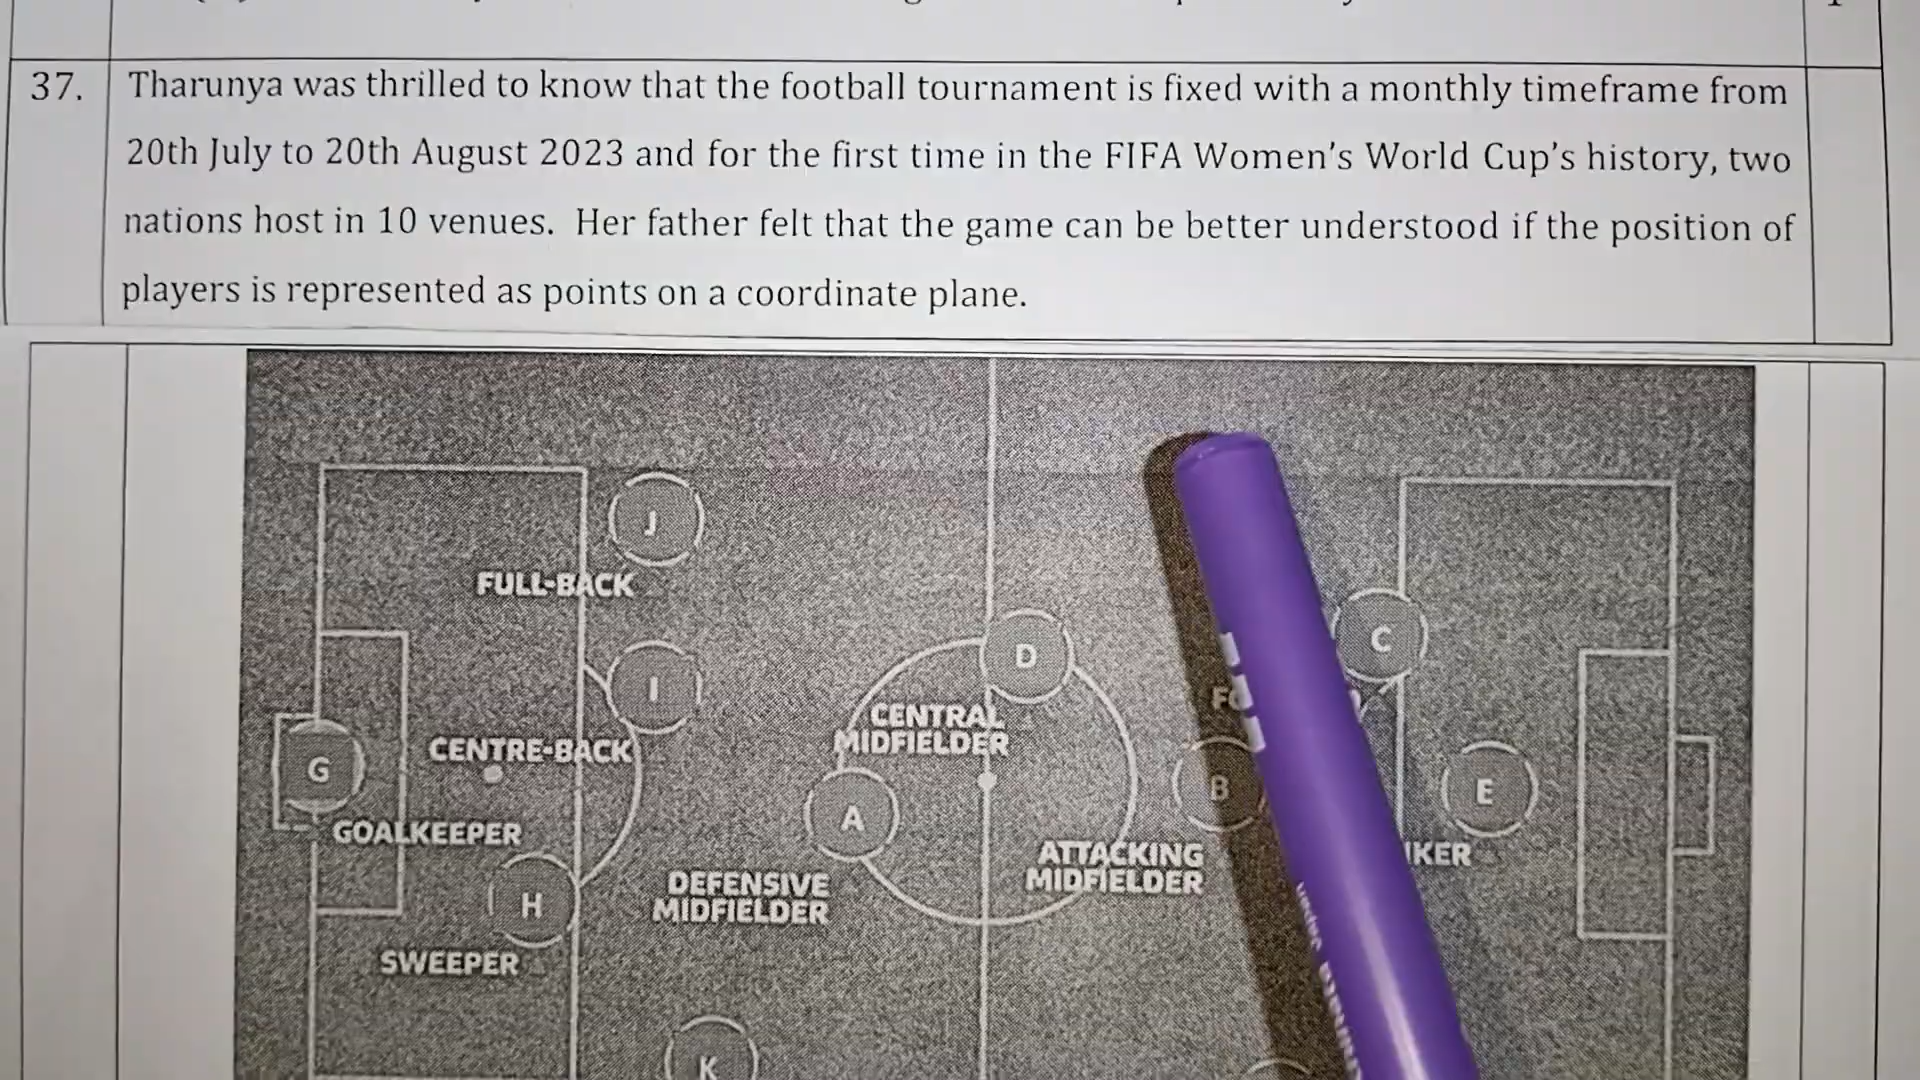 37. Tharunya was thrilled to know that the football tournament is fixed with a monthly timeframe from
20th July to 20th August 2023 and for the first time in the FIFA Women's World Cup's history, two
nations host in 10 venues. Her father felt that the game can be better understood if the position of
players is represented as points on a coordinate plane.
J
FULL-BACK
D
C
I
CENTRAL
MIDFIELDER
CENTRE-BACK
G
B
E
A
GOALKEEPER
ATTACKING
MIDFIELDER
DEFENSIVE
MIDFIELDER
H
SWEEPER
K